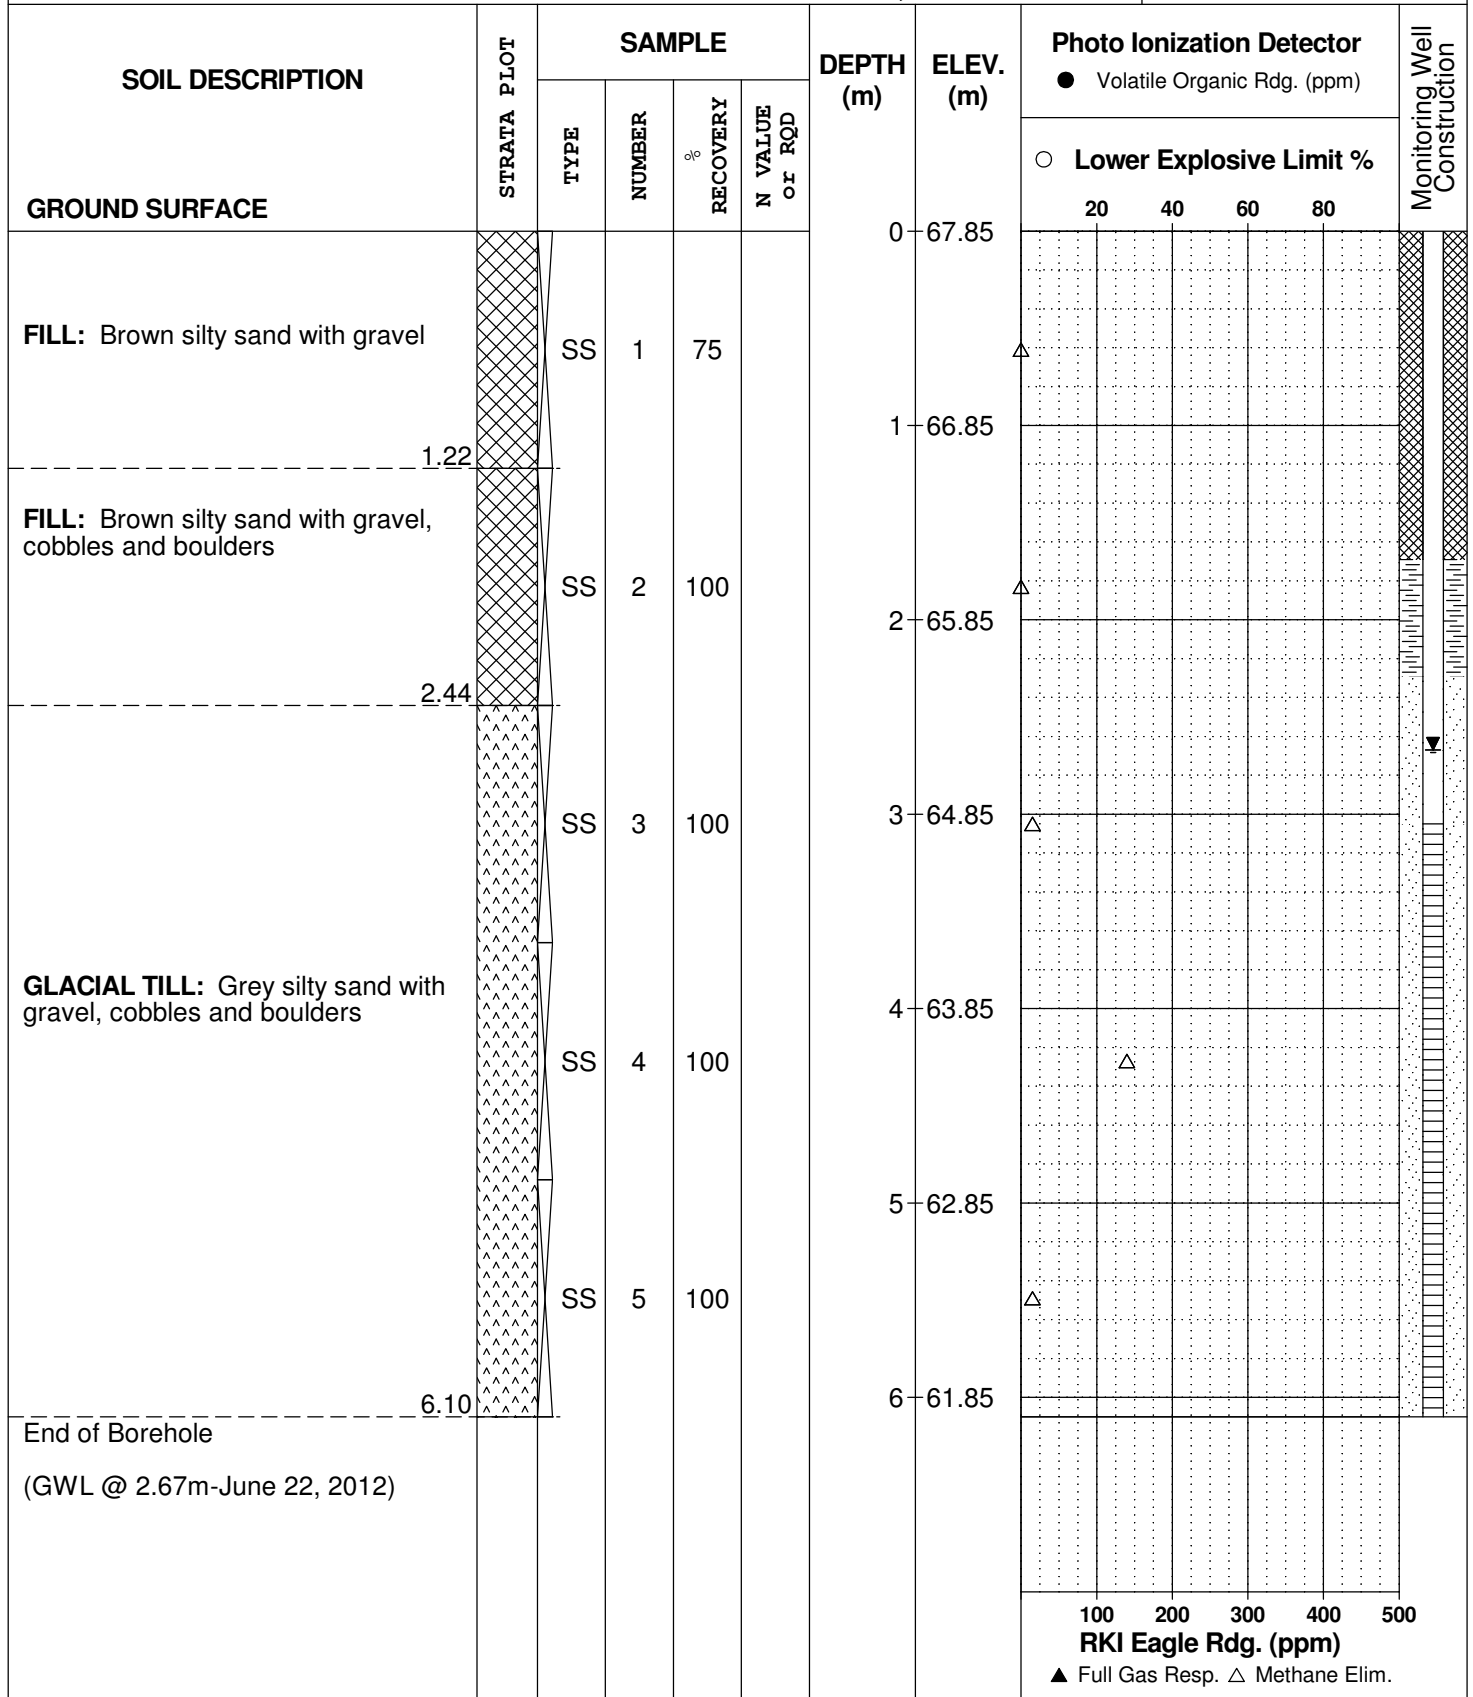 SOIL DESCRIPTION
GROUND SURFACE
STRATA PLOT
SAMPLE
TYPE
NUMBER
%
RECOVERY
N VALUE
or RQD
DEPTH
(m)
ELEV.
(m)
Photo Ionization Detector
● Volatile Organic Rdg. (ppm)
○ Lower Explosive Limit %
20 40 60 80
Monitoring Well
Construction
0 67.85
FILL: Brown silty sand with gravel
SS 1 75
1 66.85
1.22
FILL: Brown silty sand with gravel,
cobbles and boulders
SS 2 100
2 65.85
2.44
SS 3 100
3 64.85
GLACIAL TILL: Grey silty sand with
gravel, cobbles and boulders
4 63.85
SS 4 100
5 62.85
SS 5 100
6 61.85
6.10
End of Borehole
(GWL @ 2.67m-June 22, 2012)
100 200 300 400 500
RKI Eagle Rdg. (ppm)
▲ Full Gas Resp. △ Methane Elim.